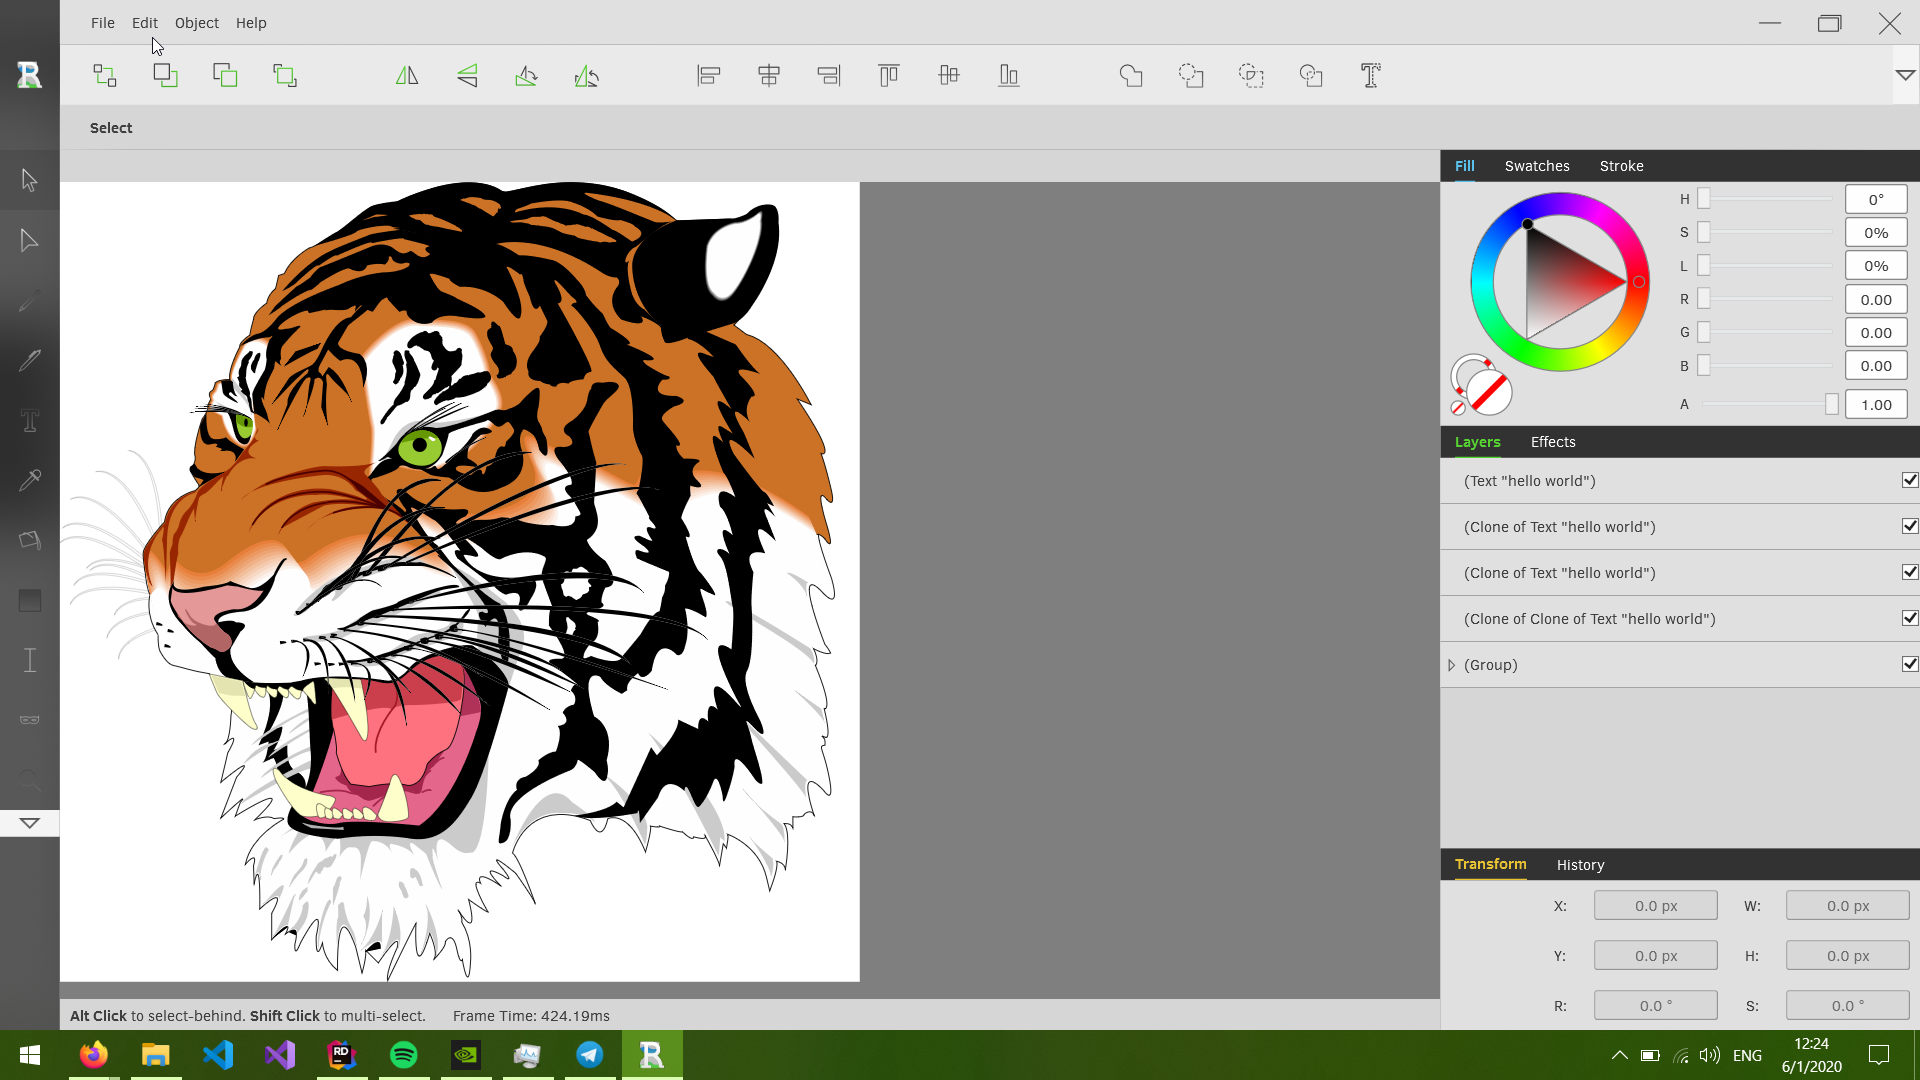 File Edit Object Help
Select
Fill Swatches Stroke
H 0°
S 0%
L 0%
R 0.00
G 0.00
B 0.00
A 1.00
Layers Effects
(Text "hello world")
(Clone of Text "hello world")
(Clone of Text "hello world")
(Clone of Clone of Text "hello world")
(Group)
Transform History
X: 0.0 px W: 0.0 px
Y: 0.0 px H: 0.0 px
R: 0.0 ° S: 0.0 °
Alt Click to select-behind. Shift Click to multi-select. Frame Time: 424.19ms
RD
R
ENG
12:24
6/1/2020